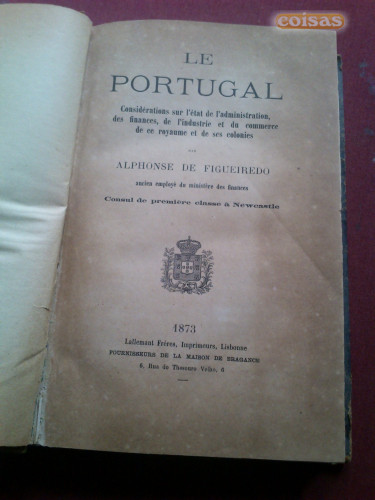 coisas
LE
PORTUGAL
Considérations sur l'état de l'administration,
des finances, de l'industrie et du commerce
de ce royaume et de ses colonies
PAR
ALPHONSE DE FIGUEIREDO
ancien employé du ministère des finances
Consul de première classe à Newcastle
1873
Lallemant Frères, Imprimeurs, Lisbonne
FOURNISSEURS DE LA MAISON DE BRAGANCE
6, Rua do Thesouro Velho, 6